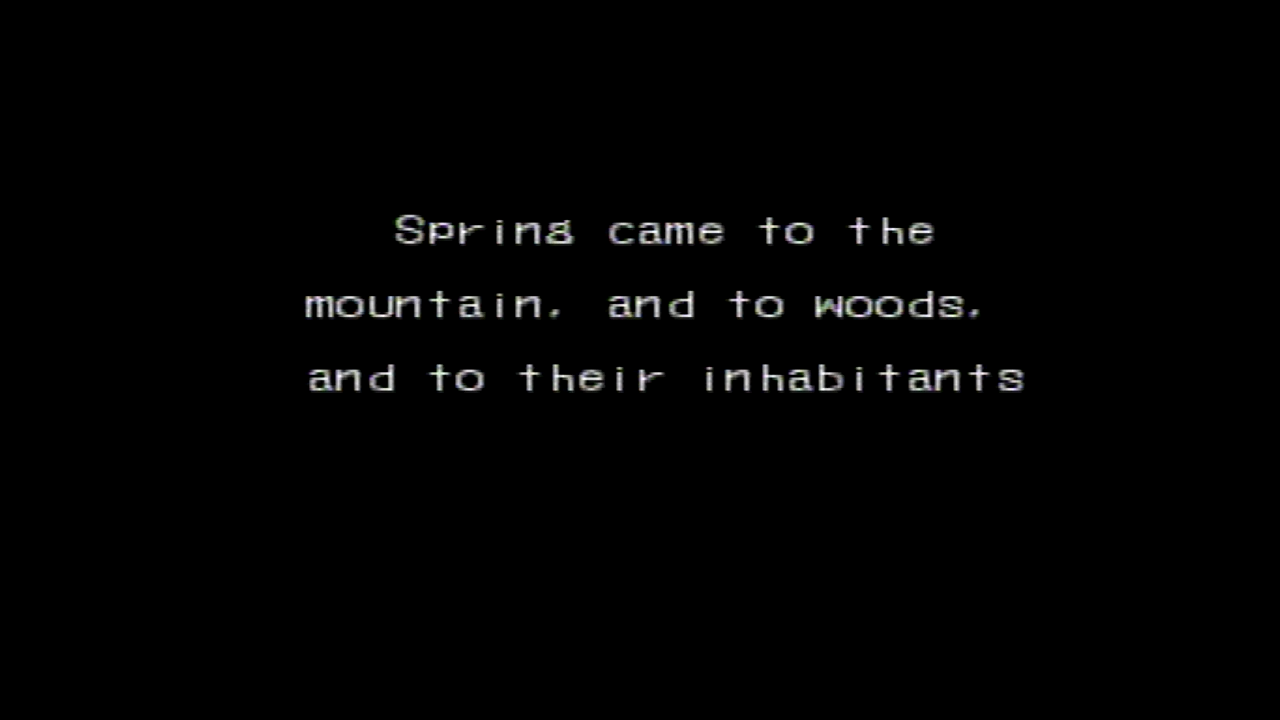 Spring came to the
mountain, and to woods,
and to their inhabitants